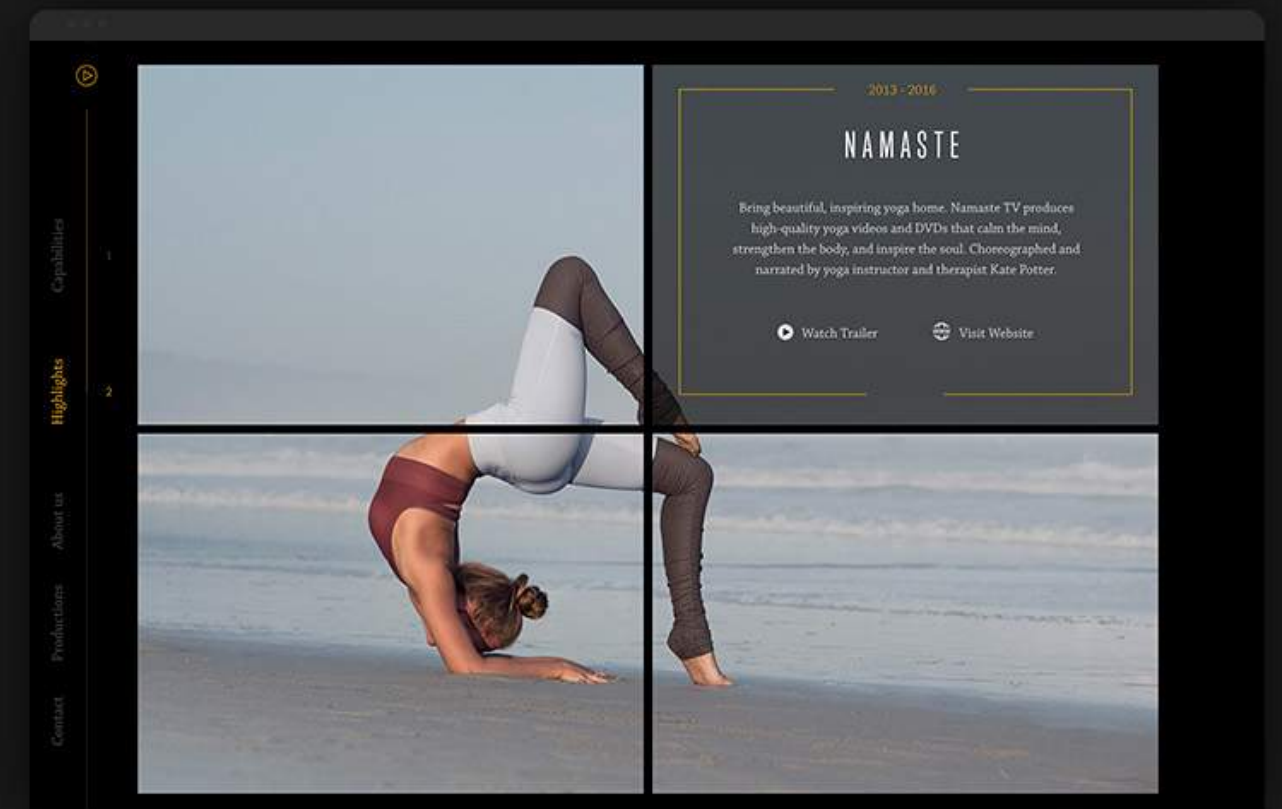 2013 - 2016
NAMASTE
Bring beautiful, inspiring yoga home. Namaste TV produces
high-quality yoga videos and DVDs that calm the mind,
strengthen the body, and inspire the soul. Choreographed and
narrated by yoga instructor and therapist Kate Potter.
Watch Trailer
WWW
Visit Website
Capabilities
1
Highlights
2
About us
Productions
Contact